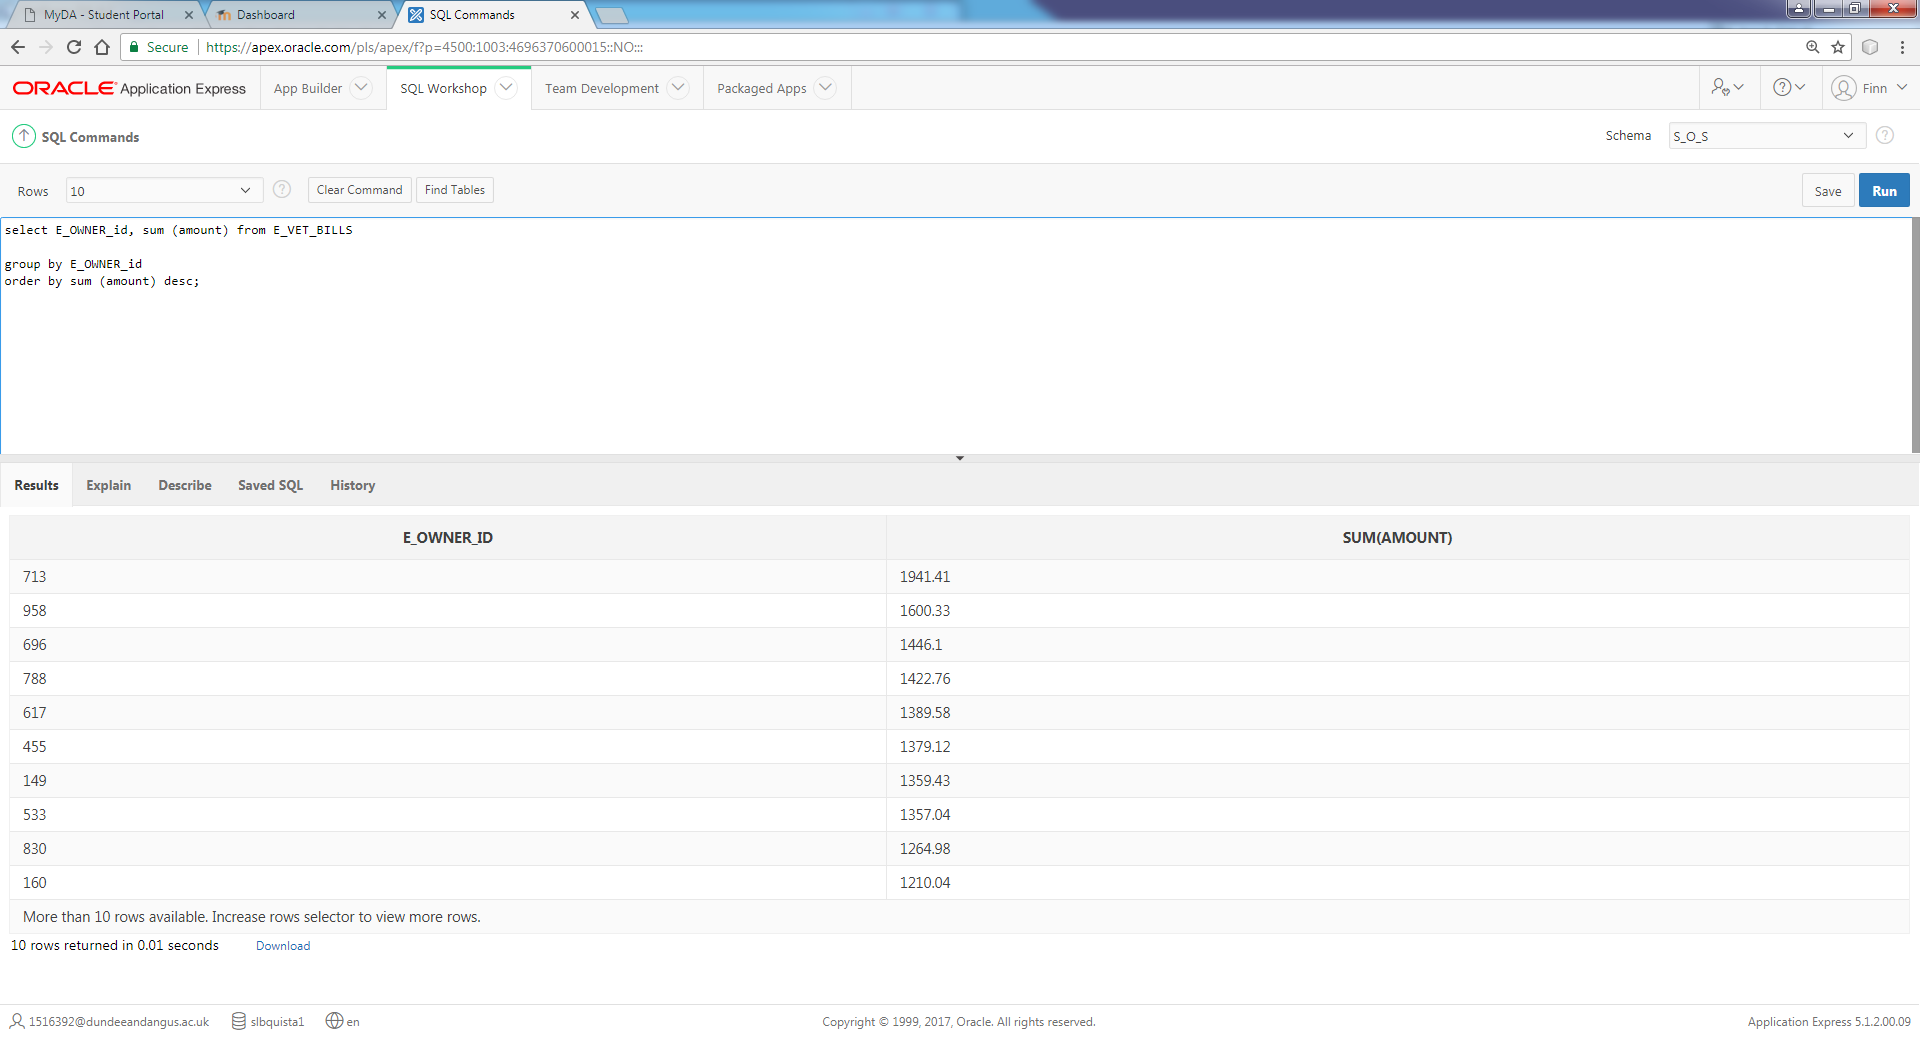 MyDA - Student Portal Dashboard SQL Commands
Secure https://apex.oracle.com/pls/apex/f?p=4500:1003:4696370600015::NO:::
ORACLE Application Express App Builder SQL Workshop Team Development Packaged Apps Finn
SQL Commands Schema S_O_S
Rows 10 Clear Command Find Tables Save Run
select E_OWNER_id, sum (amount) from E_VET_BILLS
group by E_OWNER_id
order by sum (amount) desc;
Results Explain Describe Saved SQL History
E_OWNER_ID SUM(AMOUNT)
713 1941.41
958 1600.33
696 1446.1
788 1422.76
617 1389.58
455 1379.12
149 1359.43
533 1357.04
830 1264.98
160 1210.04
More than 10 rows available. Increase rows selector to view more rows.
10 rows returned in 0.01 seconds Download
1516392@dundeeandangus.ac.uk slbquista1 en Copyright © 1999, 2017, Oracle. All rights reserved. Application Express 5.1.2.00.09